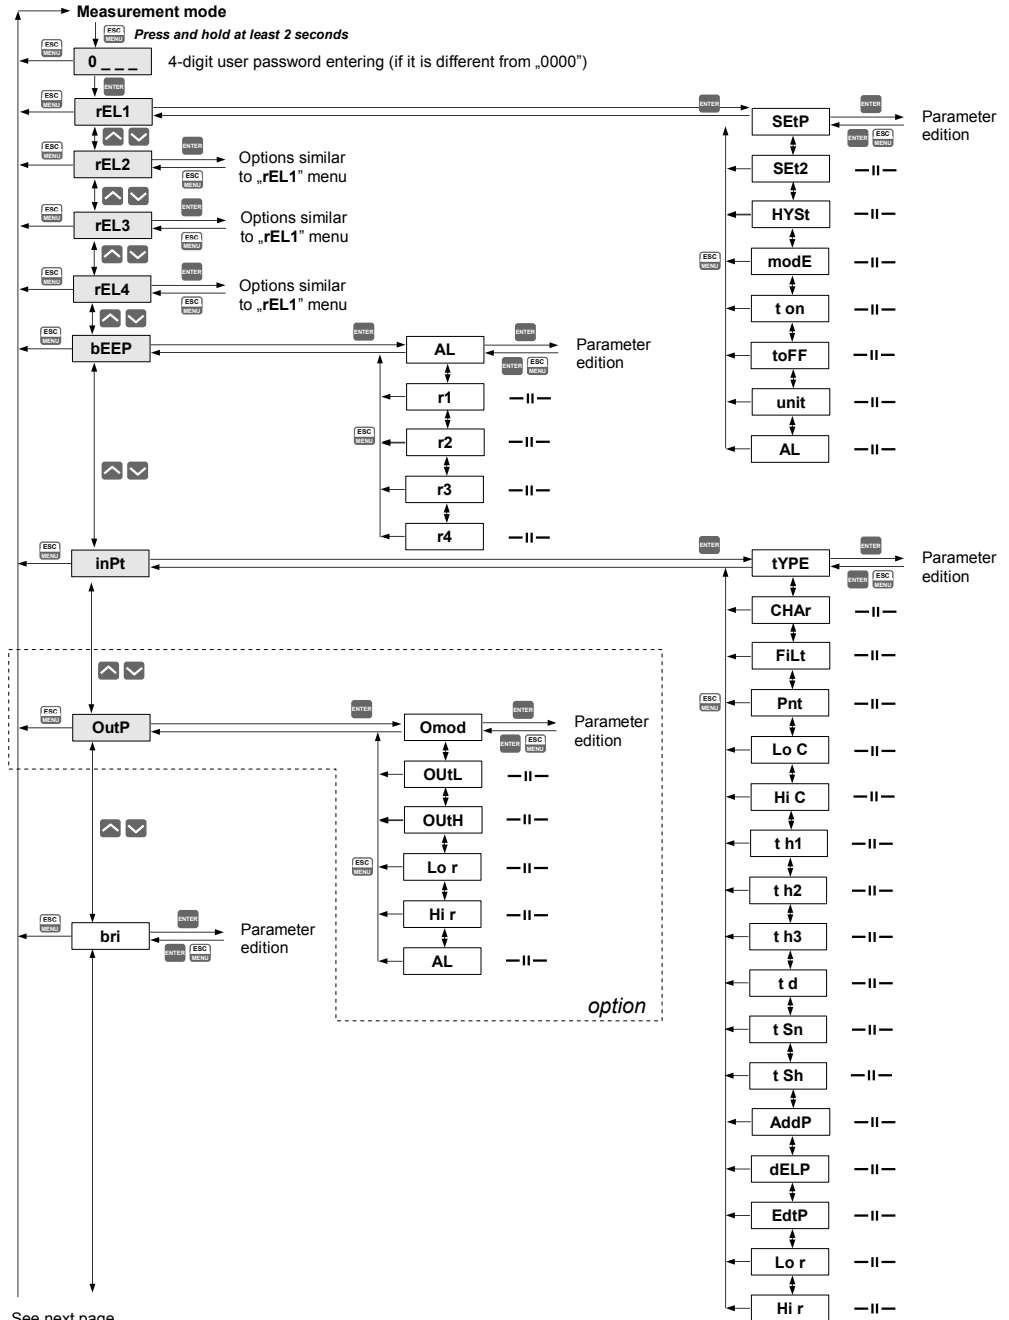 Measurement mode
ESC MENU Press and hold at least 2 seconds
ESC MENU 0 _ _ _ 4-digit user password entering (if it is different from „0000”)
ENTER
ESC MENU rEL1 ENTER SEtP ENTER Parameter edition
ENTER ESC MENU
ESC MENU rEL2 ENTER Options similar to „rEL1” menu
ESC MENU
SEt2 —II—
ESC MENU rEL3 ENTER Options similar to „rEL1” menu
ESC MENU
HYSt —II—
ESC MENU
modE —II—
ESC MENU rEL4 ENTER Options similar to „rEL1” menu
ESC MENU
t on —II—
ESC MENU bEEP ENTER AL ENTER Parameter edition
ENTER ESC MENU
toFF —II—
r1 —II—
unit —II—
ESC MENU
r2 —II—
AL —II—
r3 —II—
r4 —II—
ESC MENU inPt ENTER tYPE ENTER Parameter edition
ENTER ESC MENU
CHAr —II—
FiLt —II—
ESC MENU
Pnt —II—
ESC MENU OutP ENTER Omod ENTER Parameter edition
ENTER ESC MENU
Lo C —II—
OUtL —II—
Hi C —II—
OUtH —II—
t h1 —II—
ESC MENU
Lo r —II—
t h2 —II—
Hi r —II—
ESC MENU bri ENTER Parameter edition
ENTER ESC MENU
t h3 —II—
AL —II—
t d —II—
option
t Sn —II—
t Sh —II—
AddP —II—
dELP —II—
EdtP —II—
Lo r —II—
Hi r —II—
See next page